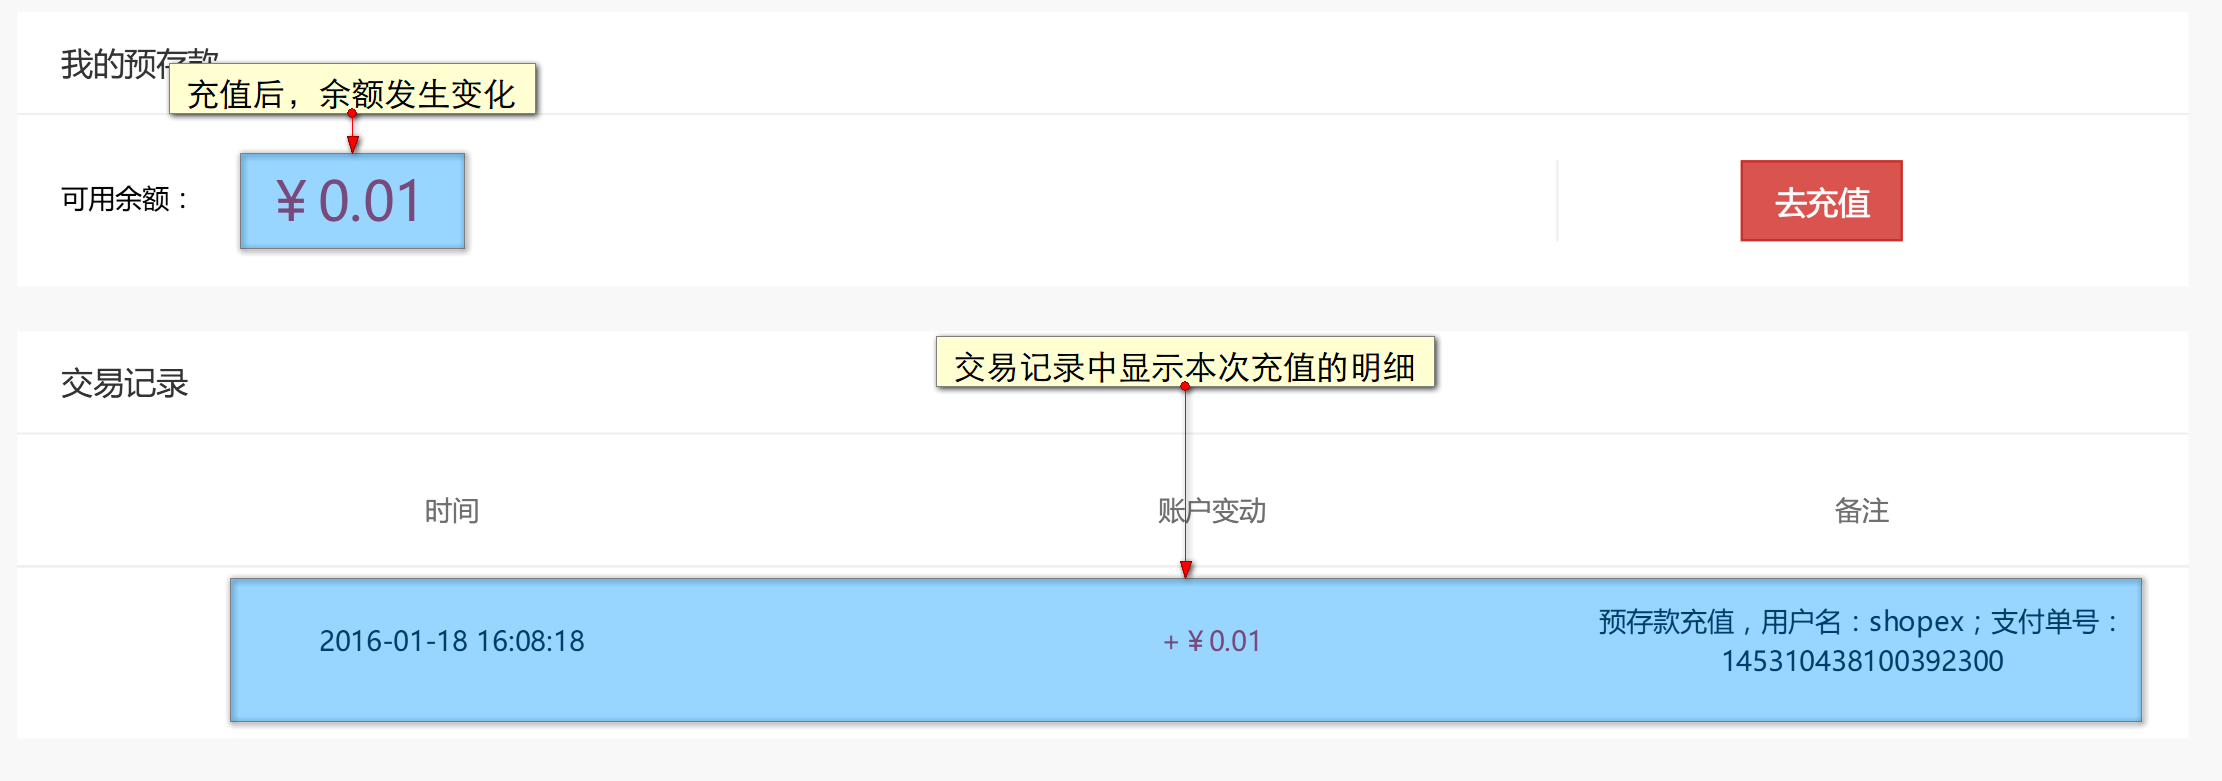 我的预存款
充值后，余额发生变化
可用余额：
¥ 0.01
去充值
交易记录中显示本次充值的明细
交易记录
时间
账户变动
备注
2016-01-18 16:08:18
+ ¥ 0.01
预存款充值，用户名：shopex；支付单号：
145310438100392300